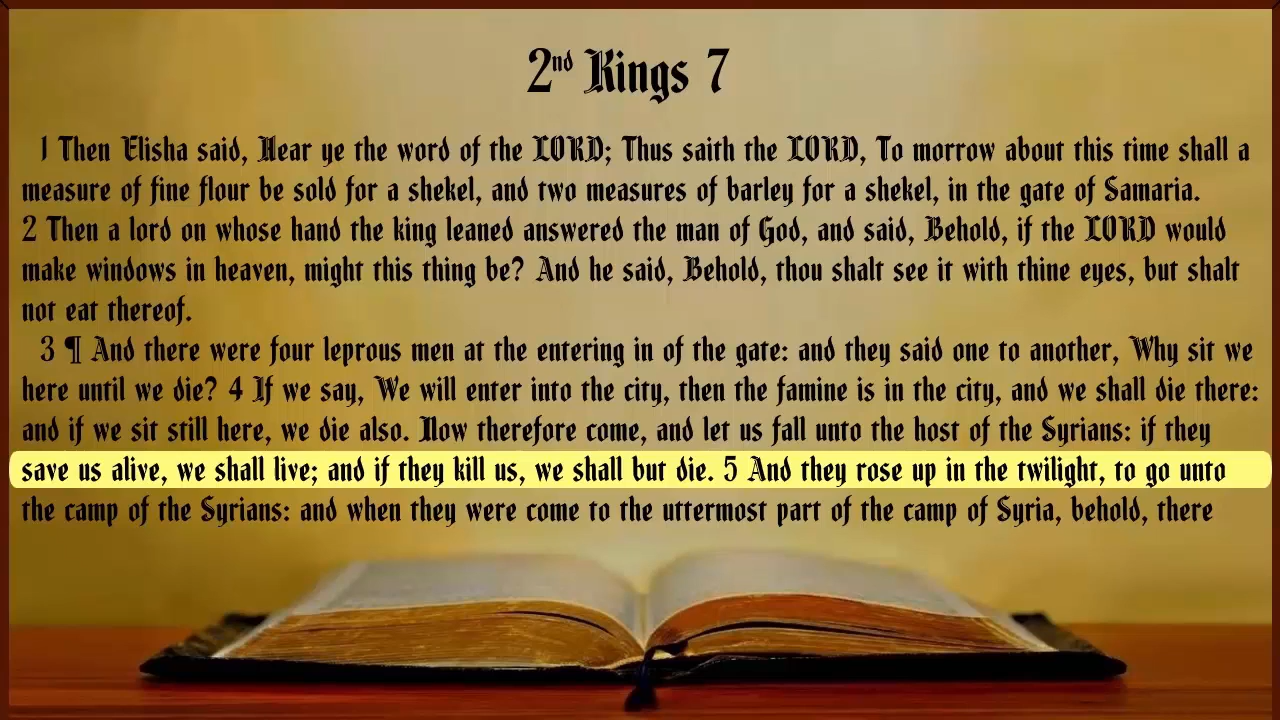 2nd Kings 7
1 Then Elisha said, Hear ye the word of the LORD; Thus saith the LORD, To morrow about this time shall a
measure of fine flour be sold for a shekel, and two measures of barley for a shekel, in the gate of Samaria.
2 Then a lord on whose hand the king leaned answered the man of God, and said, Behold, if the LORD would
make windows in heaven, might this thing be? And he said, Behold, thou shalt see it with thine eyes, but shalt
not eat thereof.
3 ¶ And there were four leprous men at the entering in of the gate: and they said one to another, Why sit we
here until we die? 4 If we say, We will enter into the city, then the famine is in the city, and we shall die there:
and if we sit still here, we die also. Now therefore come, and let us fall unto the host of the Syrians: if they
save us alive, we shall live; and if they kill us, we shall but die. 5 And they rose up in the twilight, to go unto
the camp of the Syrians: and when they were come to the uttermost part of the camp of Syria, behold, there